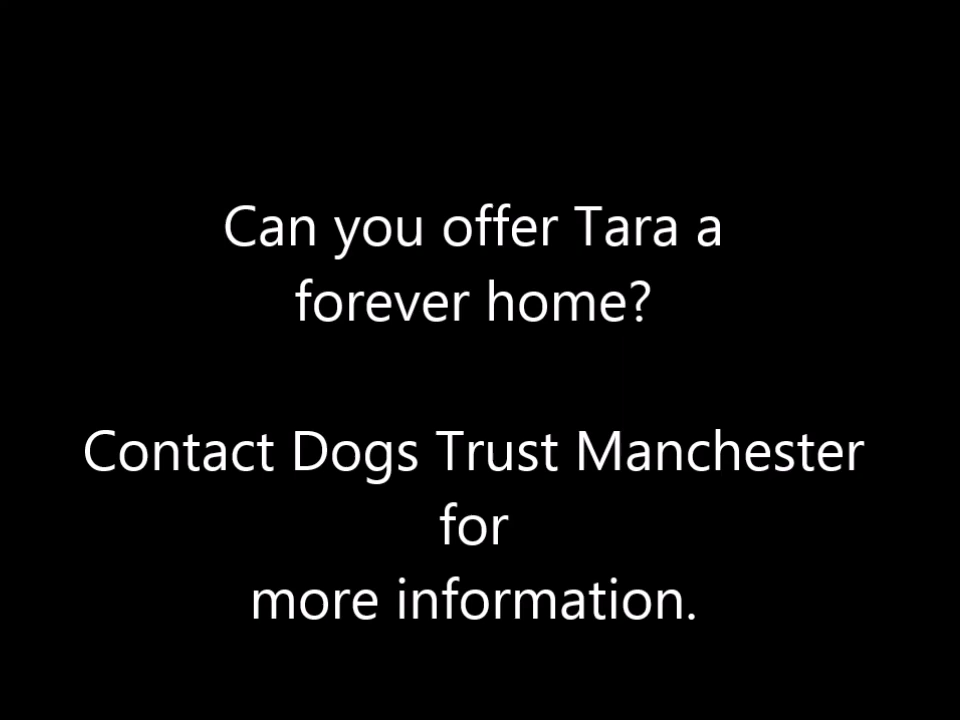 Can you offer Tara a
forever home?
Contact Dogs Trust Manchester
for
more information.